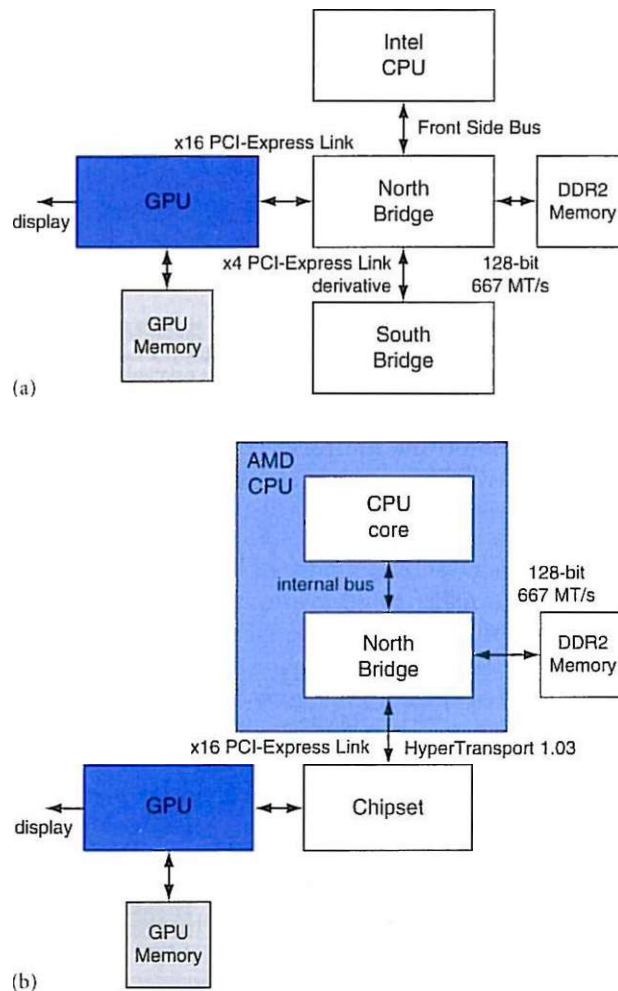 Intel
CPU
Front Side Bus
x16 PCI-Express Link
GPU
North
Bridge
DDR2
Memory
display
x4 PCI-Express Link
derivative
128-bit
667 MT/s
GPU
Memory
South
Bridge
(a)
AMD
CPU
CPU
core
internal bus
128-bit
667 MT/s
North
Bridge
DDR2
Memory
x16 PCI-Express Link
HyperTransport 1.03
GPU
Chipset
display
GPU
Memory
(b)